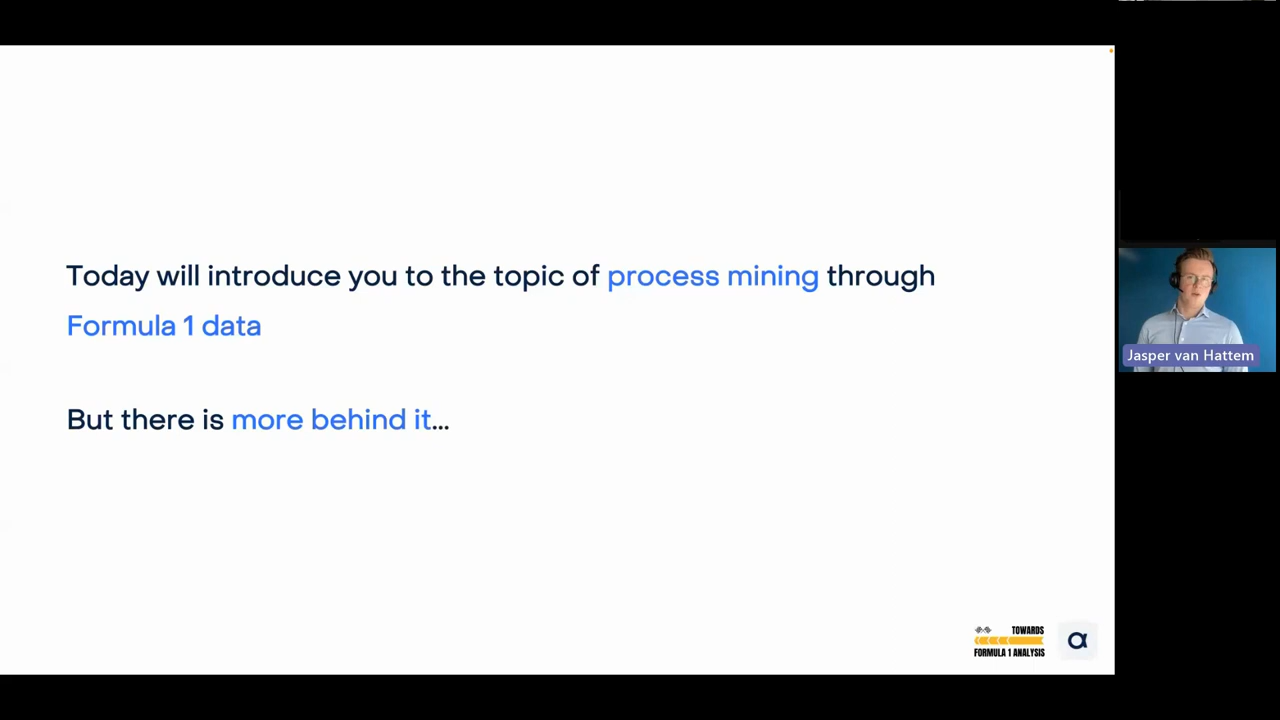 Today will introduce you to the topic of process mining through
Formula 1 data
But there is more behind it...
Jasper van Hattem
TOWARDS
FORMULA 1 ANALYSIS